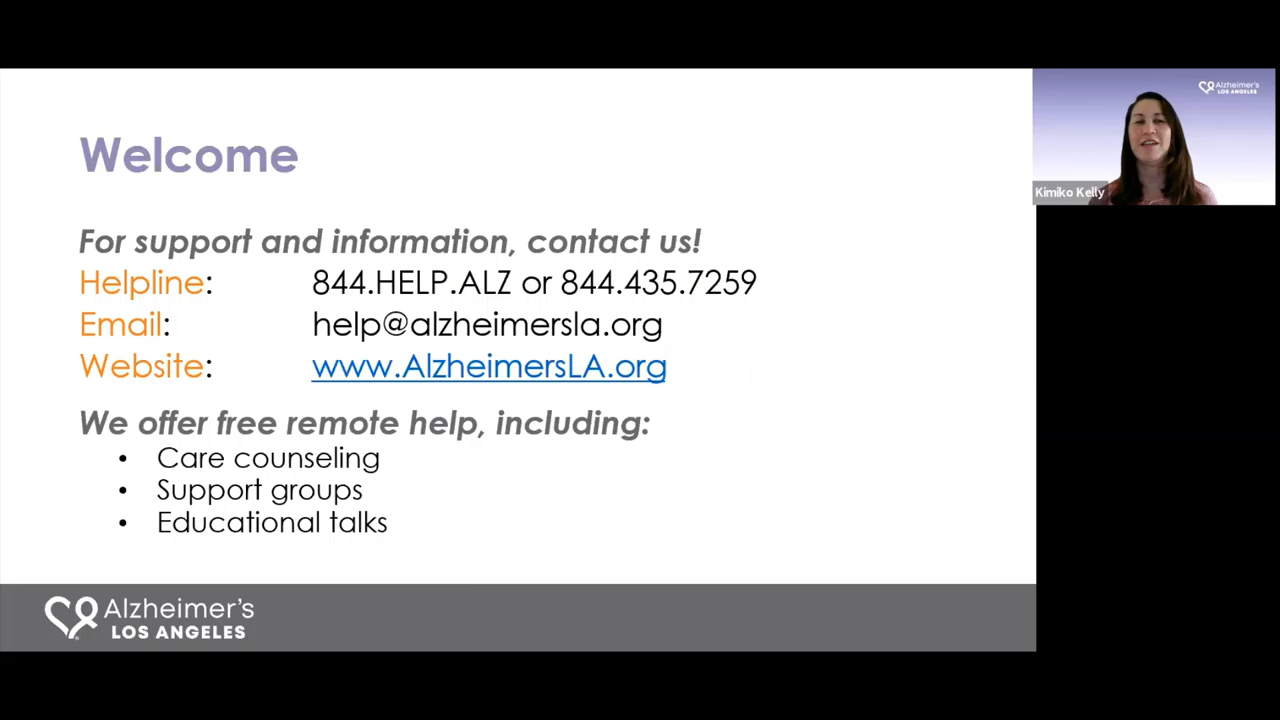 Welcome
For support and information, contact us!
Helpline: 844.HELP.ALZ or 844.435.7259
Email: help@alzheimersla.org
Website: www.AlzheimersLA.org
We offer free remote help, including:
• Care counseling
• Support groups
• Educational talks
Alzheimer's
LOS ANGELES
Alzheimer's
LOS ANGELES
Kimiko Kelly